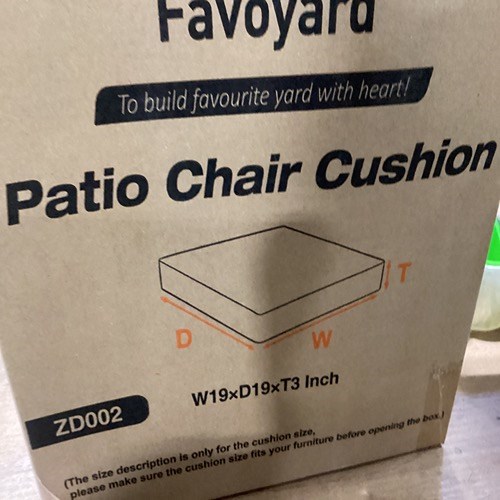 Favoyard
To build favourite yard with heart!
Patio Chair Cushion
T
D
W
W19×D19×T3 Inch
ZD002
(The size description is only for the cushion size,
please make sure the cushion size fits your furniture before opening the box.)